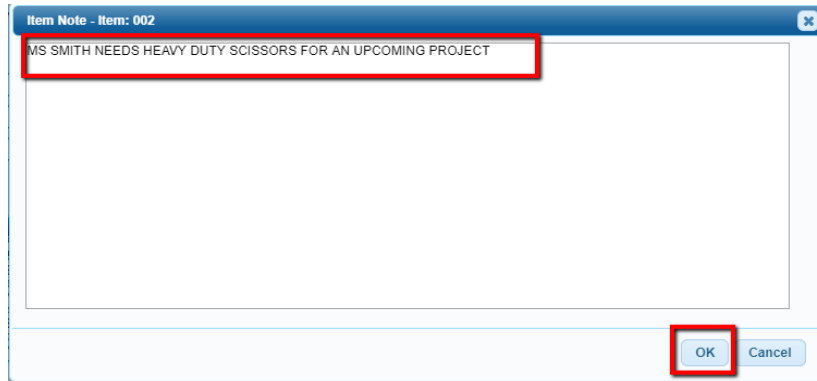 Item Note - Item: 002
MS SMITH NEEDS HEAVY DUTY SCISSORS FOR AN UPCOMING PROJECT
OK Cancel